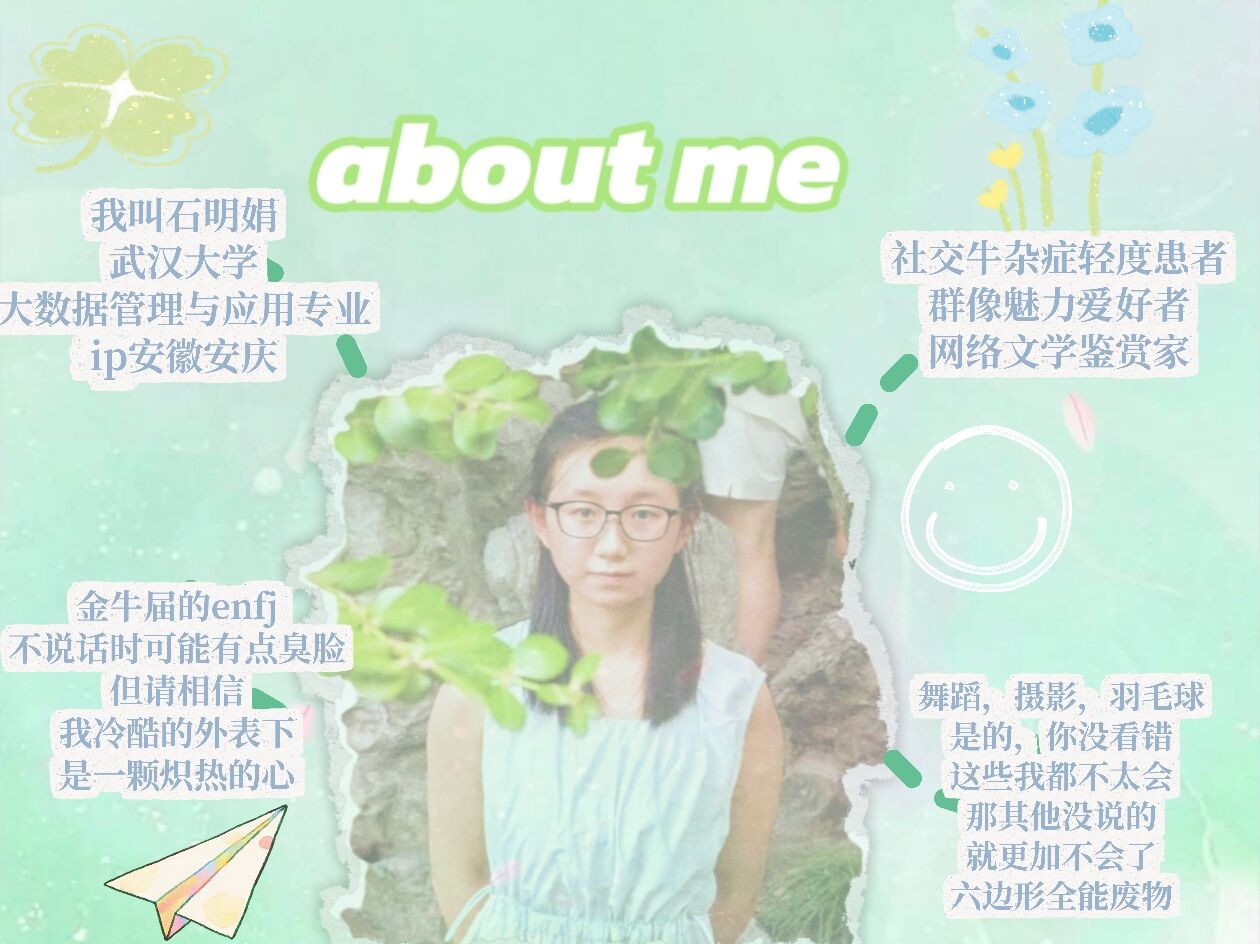 about me
我叫石明娟
武汉大学
大数据管理与应用专业
ip安徽安庆
社交牛杂症轻度患者
群像魅力爱好者
网络文学鉴赏家
金牛届的enfj
不说话时可能有点臭脸
但请相信
我冷酷的外表下
是一颗炽热的心
舞蹈，摄影，羽毛球
是的，你没看错
这些我都不太会
那其他没说的
就更加不会了
六边形全能废物